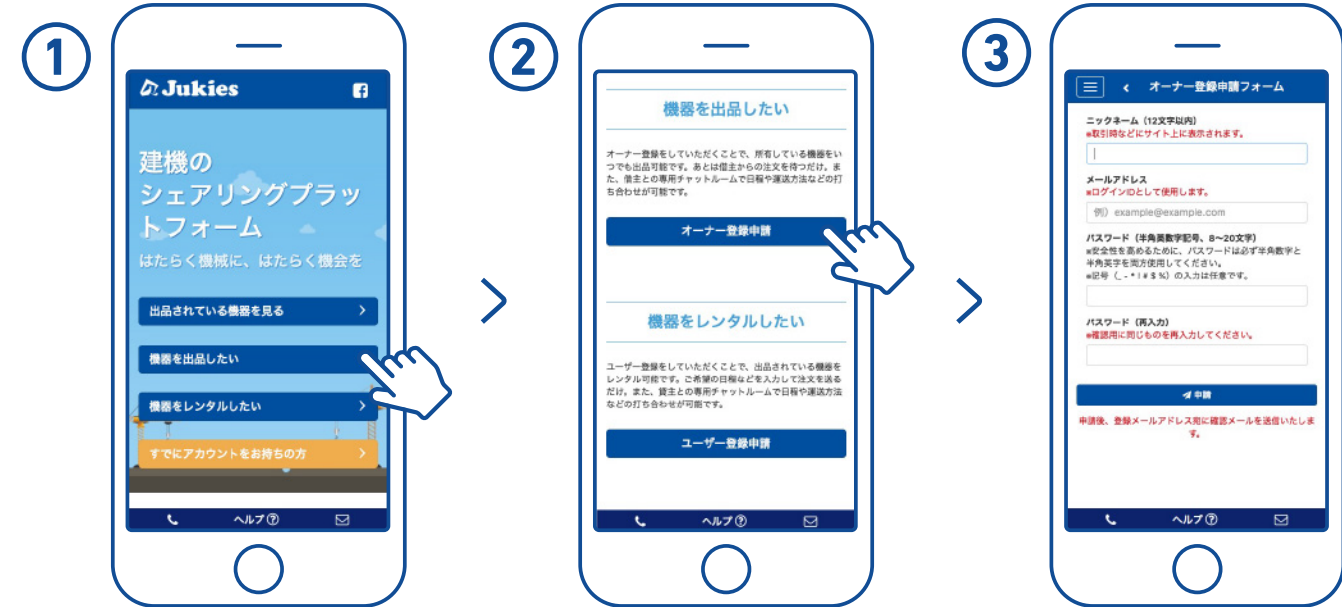 1
Jukies
建機の
シェアリングプラッ
トフォーム
はたらく機械に、はたらく機会を
出品されている機器を見る
機器を出品したい
機器をレンタルしたい
すでにアカウントをお持ちの方
ヘルプ
2
機器を出品したい
オーナー登録をしていただくことで、所有している機器をい
つでも出品可能です。あとは借主からの注文を待つだけ。ま
た、借主との専用チャットルームで日程や運送方法などの打
ち合わせが可能です。
オーナー登録申請
機器をレンタルしたい
ユーザー登録をしていただくことで、出品されている機器を
レンタル可能です。ご希望の日程などを入力して注文を送る
だけ。また、貸主との専用チャットルームで日程や運送方法
などの打ち合わせが可能です。
ユーザー登録申請
ヘルプ
3
オーナー登録申請フォーム
ニックネーム（12文字以内）
※取引時などにサイト上に表示されます。
メールアドレス
※ログインIDとして使用します。
例）example@example.com
パスワード（半角英数字記号、8〜20文字）
※安全性を高めるために、パスワードは必ず半角数字と
半角英字を両方使用してください。
※記号（_ - * ! # $ %）の入力は任意です。
パスワード（再入力）
※確認用に同じものを再入力してください。
申請
申請後、登録メールアドレス宛に確認メールを送信いたしま
す。
ヘルプ